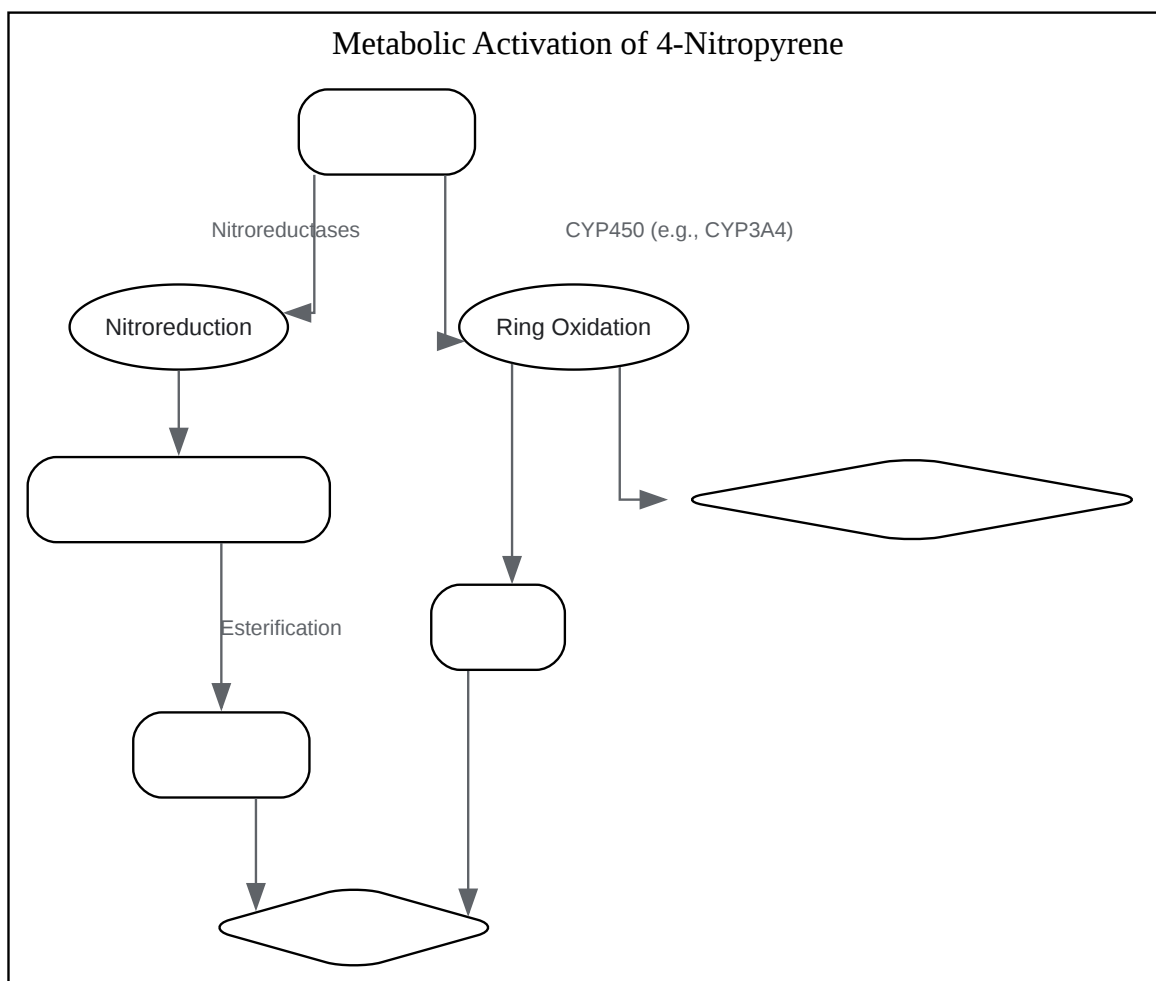 Metabolic Activation of 4-Nitropyrene
Nitroreductases
CYP450 (e.g., CYP3A4)
Nitroreduction
Ring Oxidation
Esterification